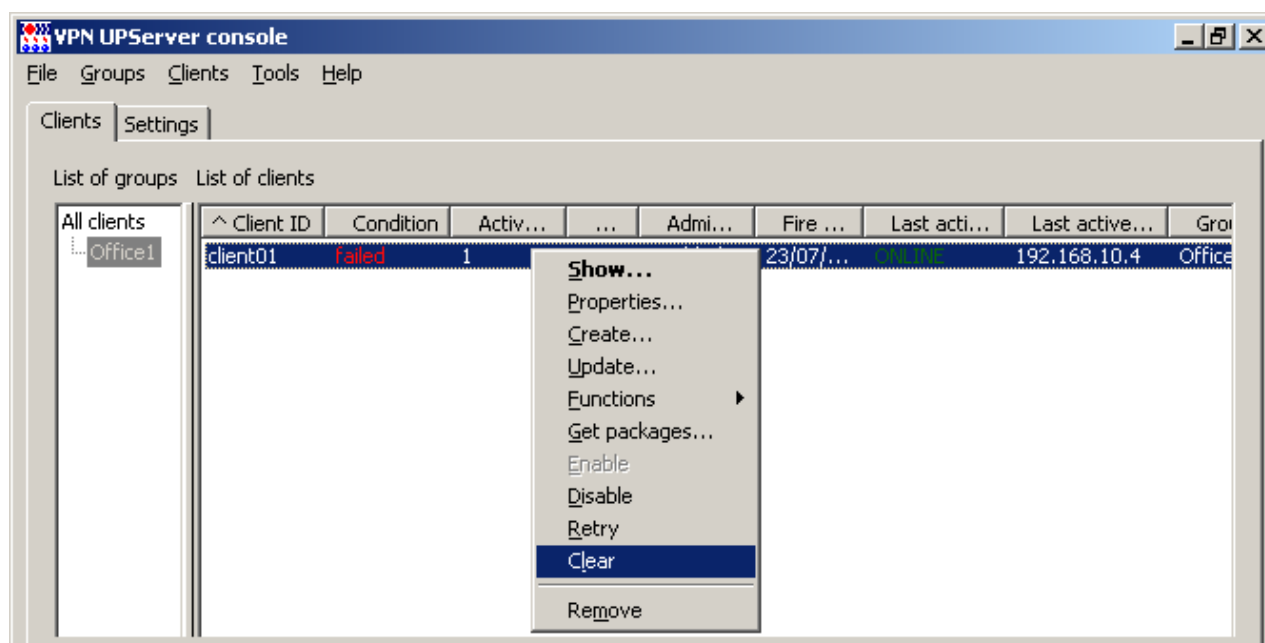 VPN UPServer console
File Groups Clients Tools Help
Clients Settings
List of groups List of clients
All clients
Office1
^ Client ID Condition Activ... ... Admi... Fire ... Last acti... Last active... Grou
client01 failed 1 23/07/... ONLINE 192.168.10.4 Office
Show...
Properties...
Create...
Update...
Functions
Get packages...
Enable
Disable
Retry
Clear
Remove